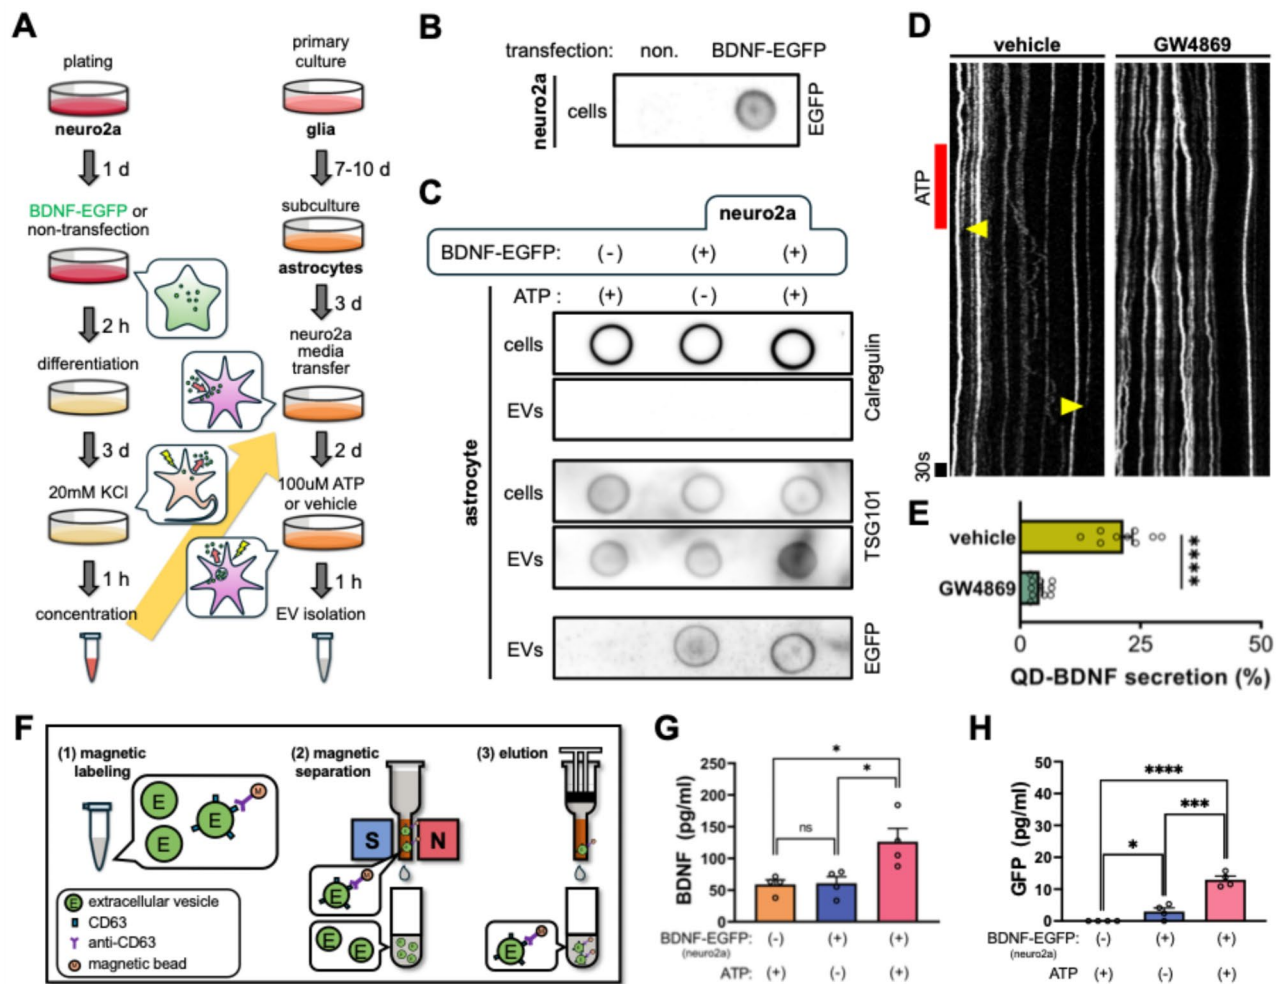 A
plating
neuro2a
1 d
BDNF-EGFP or
non-transfection
2 h
differentiation
3 d
20mM KCl
1 h
concentration
primary
culture
glia
7-10 d
subculture
astrocytes
3 d
neuro2a
media
transfer
2 d
100uM ATP
or vehicle
1 h
EV isolation
B
transfection: non. BDNF-EGFP
neuro2a
cells
EGFP
C
neuro2a
BDNF-EGFP: (-) (+) (+)
ATP : (+) (-) (+)
astrocyte
cells
EVs
Calregulin
cells
EVs
TSG101
EVs
EGFP
D
vehicle GW4869
ATP
30s
E
vehicle
GW4869
****
0 25 50
QD-BDNF secretion (%)
F
(1) magnetic
labeling
(2) magnetic
separation
(3) elution
E
E
E
M
S
N
M
E
E
E
M
E
E extracellular vesicle
CD63
anti-CD63
M magnetic bead
G
BDNF (pg/ml)
250
200
150
100
50
0
*
*
ns
BDNF-EGFP: (-) (+) (+)
(neuro2a)
ATP: (+) (-) (+)
H
GFP (pg/ml)
50
40
30
20
10
0
****
***
*
BDNF-EGFP: (-) (+) (+)
(neuro2a)
ATP (+) (-) (+)